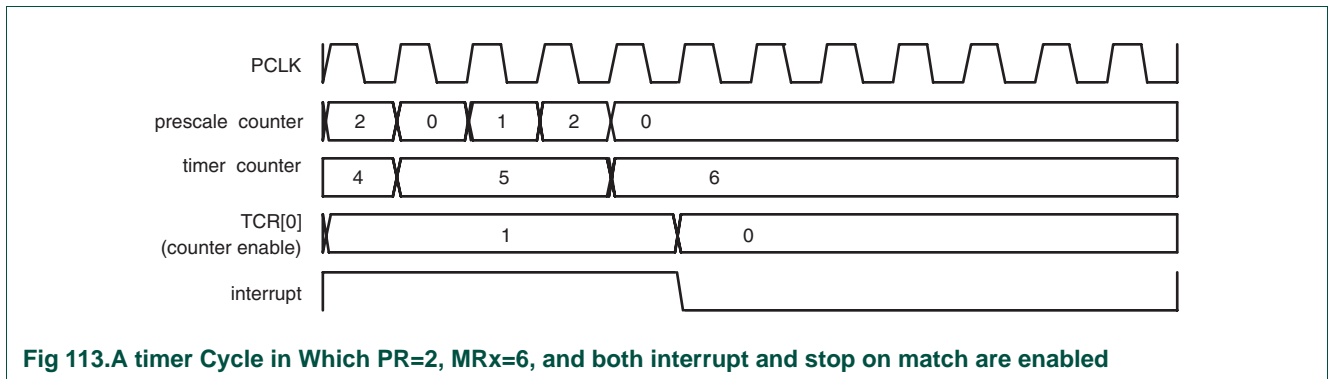 PCLK
prescale counter 2 0 1 2 0
timer counter 4 5 6
TCR[0]
(counter enable) 1 0
interrupt
Fig 113.A timer Cycle in Which PR=2, MRx=6, and both interrupt and stop on match are enabled